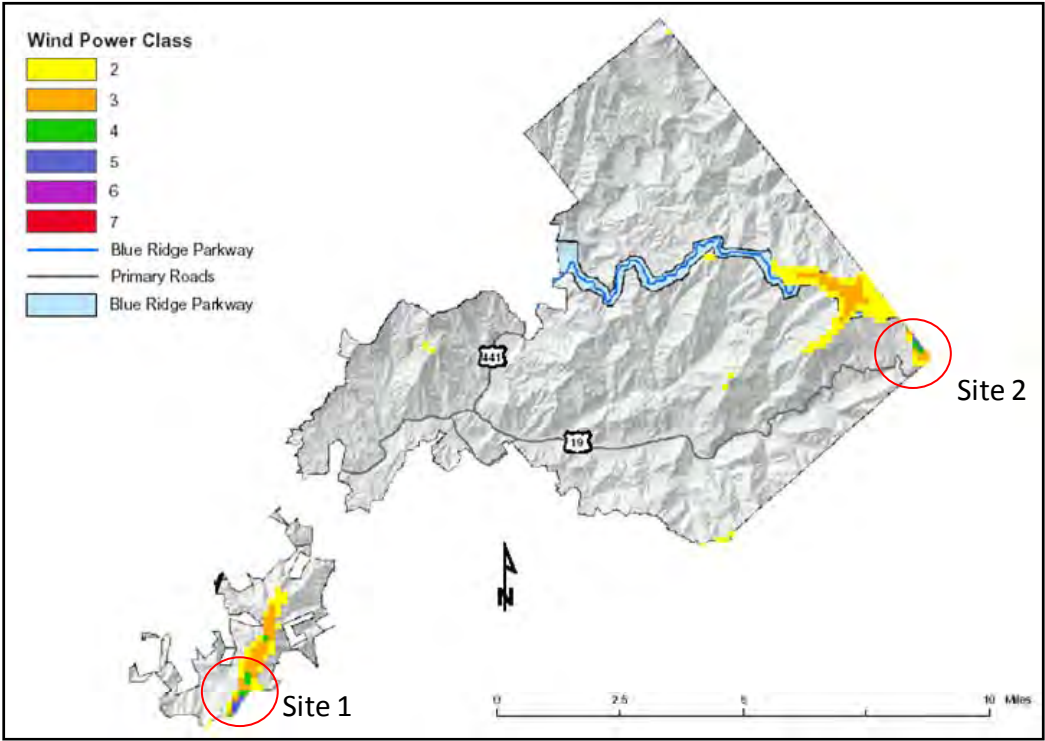 Wind Power Class
2
3
4
5
6
7
Blue Ridge Parkway
Primary Roads
Blue Ridge Parkway
441
Site 2
19
N
Site 1
0 2.5 5 10 Miles